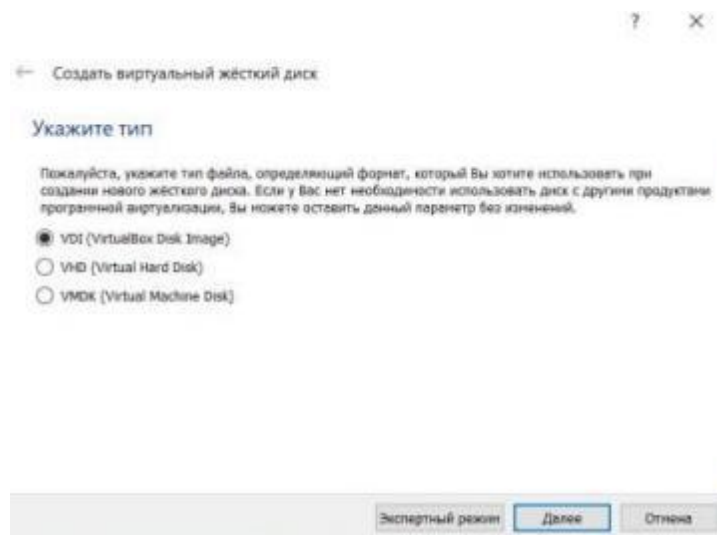 Создать виртуальный жёсткий диск
Укажите тип
Пожалуйста, укажите тип файла, определяющий формат, который Вы хотите использовать при
создании нового жёсткого диска. Если у Вас нет необходимости использовать диск с другими продуктами
программной виртуализации, Вы можете оставить данный параметр без изменений.
VDI (VirtualBox Disk Image)
VHD (Virtual Hard Disk)
VMDK (Virtual Machine Disk)
Экспертный режим Далее Отмена